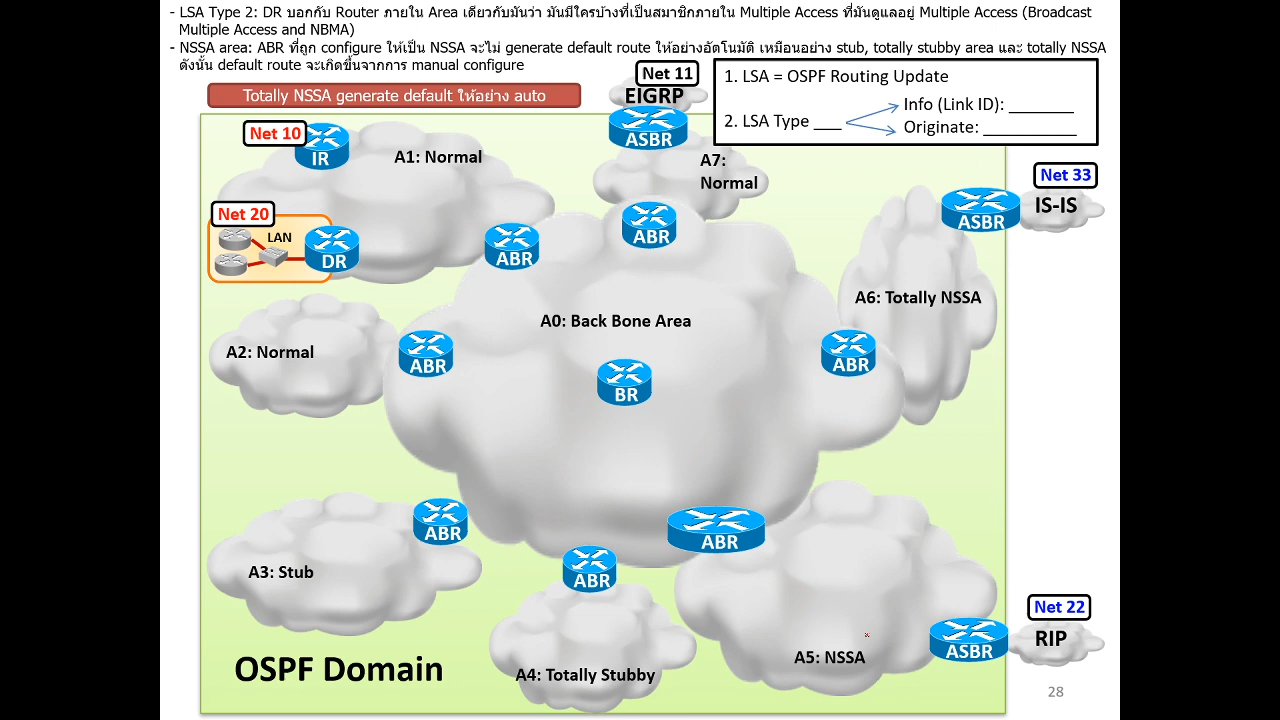 - LSA Type 2: DR บอกกับ Router ภายใน Area เดียวกับมันว่า มันมีใครบ้างที่เป็นสมาชิกภายใน Multiple Access ที่มันดูแลอยู่ Multiple Access (Broadcast
Multiple Access and NBMA)
- NSSA area: ABR ที่ถูก configure ให้เป็น NSSA จะไม่ generate default route ให้อย่างอัตโนมัติ เหมือนอย่าง stub, totally stubby area และ totally NSSA
ดังนั้น default route จะเกิดขึ้นจากการ manual configure
Totally NSSA generate default ให้อย่าง auto
Net 11
EIGRP
ASBR
1. LSA = OSPF Routing Update
2. LSA Type ___
Info (Link ID): _______
Originate: __________
Net 10
IR
A1: Normal
A7:
Normal
Net 33
IS-IS
ASBR
Net 20
LAN
DR
ABR
ABR
A6: Totally NSSA
A0: Back Bone Area
A2: Normal
ABR
ABR
BR
ABR
ABR
A3: Stub
ABR
Net 22
RIP
ASBR
A5: NSSA
A4: Totally Stubby
OSPF Domain
28